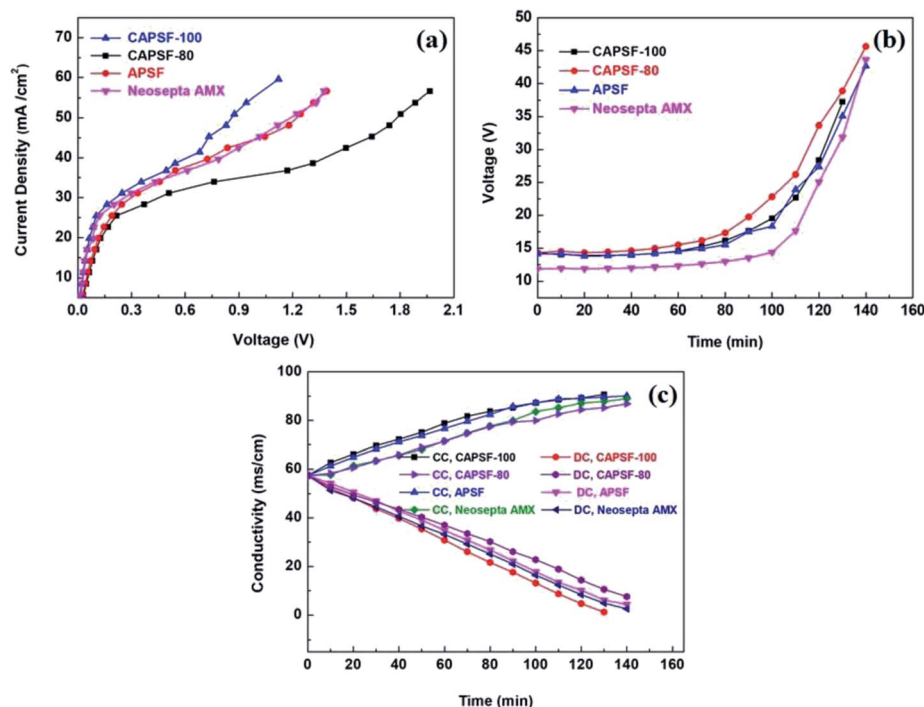 (a)
CAPSF-100
CAPSF-80
APSF
Neosepta AMX
Current Density (mA /cm²)
70
60
50
40
30
20
10
0.0 0.3 0.6 0.9 1.2 1.5 1.8 2.1
Voltage (V)
(b)
CAPSF-100
CAPSF-80
APSF
Neosepta AMX
Voltage (V)
50
45
40
35
30
25
20
15
10
0 20 40 60 80 100 120 140 160
Time (min)
(c)
CC, CAPSF-100 DC, CAPSF-100
CC, CAPSF-80 DC, CAPSF-80
CC, APSF DC, APSF
CC, Neosepta AMX DC, Neosepta AMX
Conductivity (ms/cm)
100
80
60
40
20
0
0 20 40 60 80 100 120 140 160
Time (min)